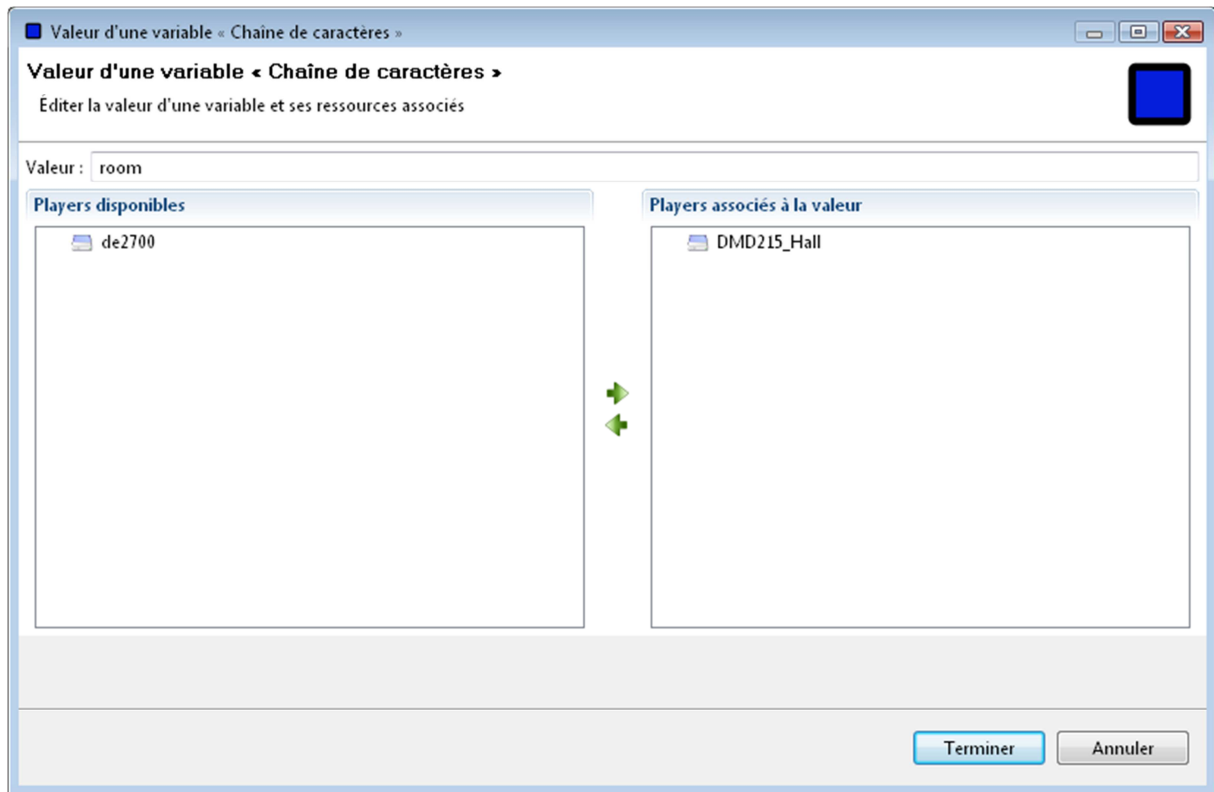 Valeur d'une variable « Chaîne de caractères »
Valeur d'une variable « Chaîne de caractères »
Éditer la valeur d'une variable et ses ressources associés
Valeur : room
Players disponibles
Players associés à la valeur
de2700
DMD215_Hall
Terminer
Annuler